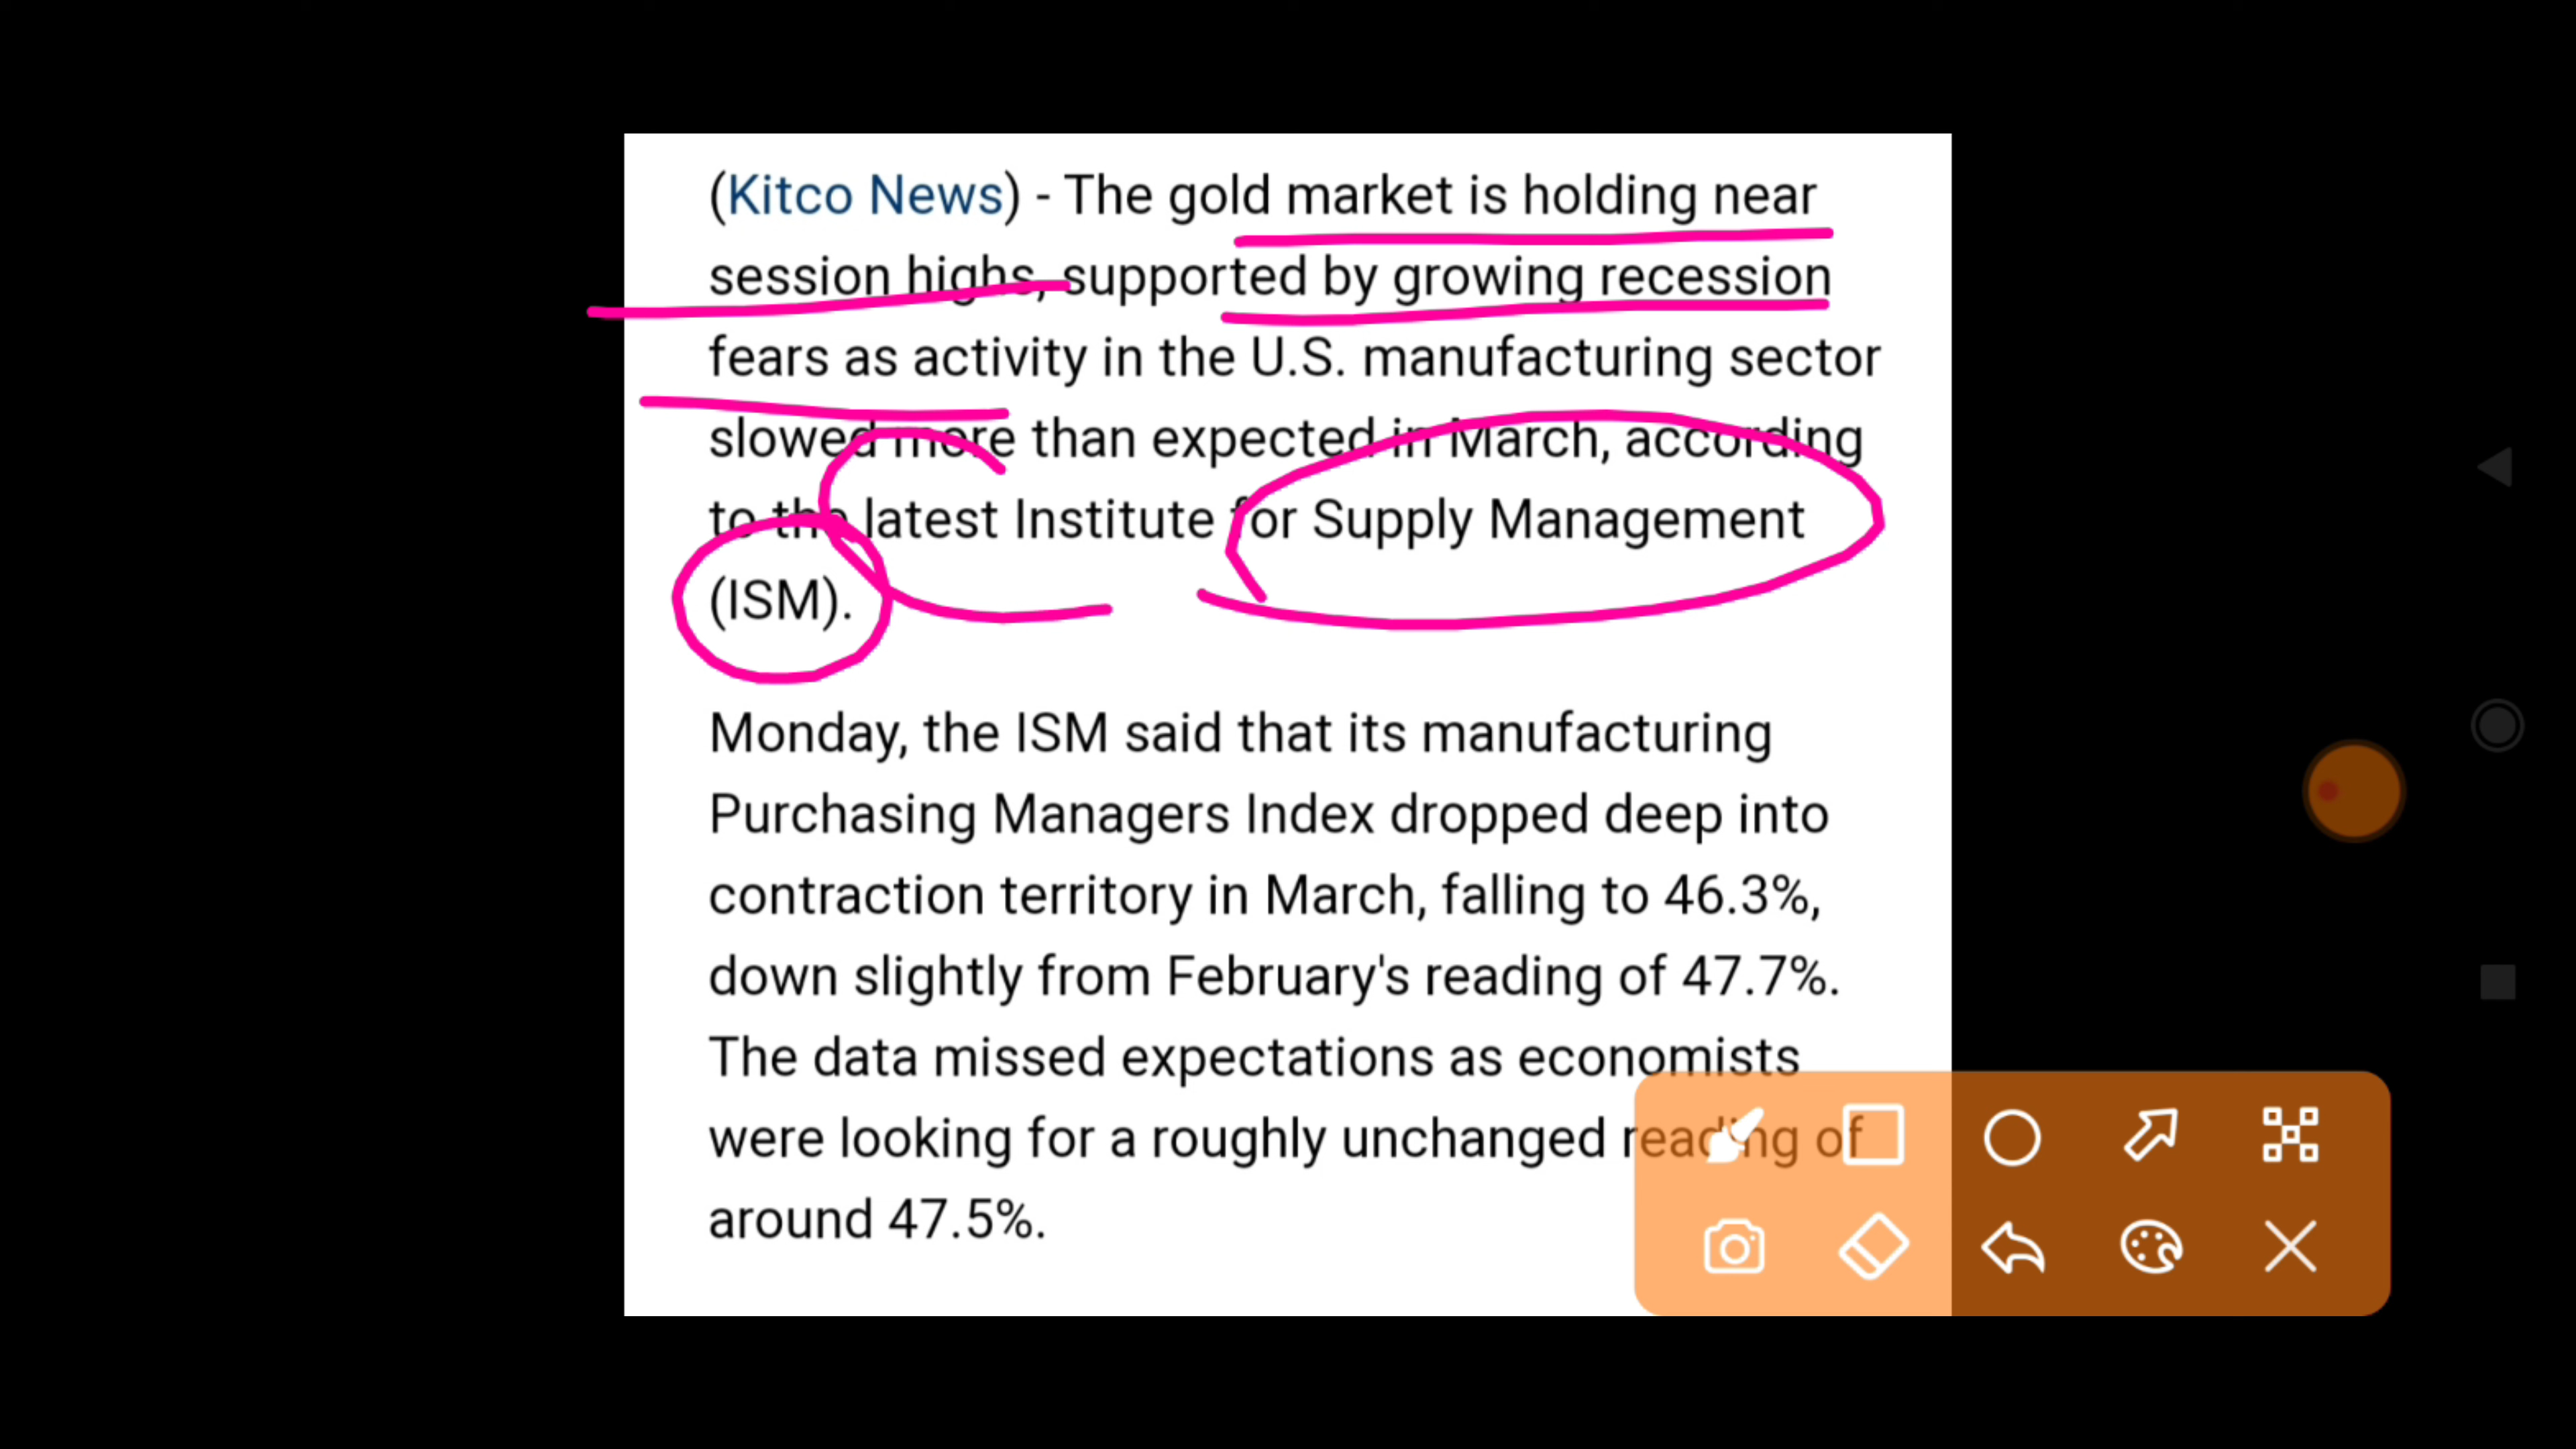 (Kitco News) - The gold market is holding near
session highs, supported by growing recession
fears as activity in the U.S. manufacturing sector
slowed more than expected in March, according
to the latest Institute for Supply Management
(ISM).
Monday, the ISM said that its manufacturing
Purchasing Managers Index dropped deep into
contraction territory in March, falling to 46.3%,
down slightly from February's reading of 47.7%.
The data missed expectations as economists
were looking for a roughly unchanged reading of
around 47.5%.